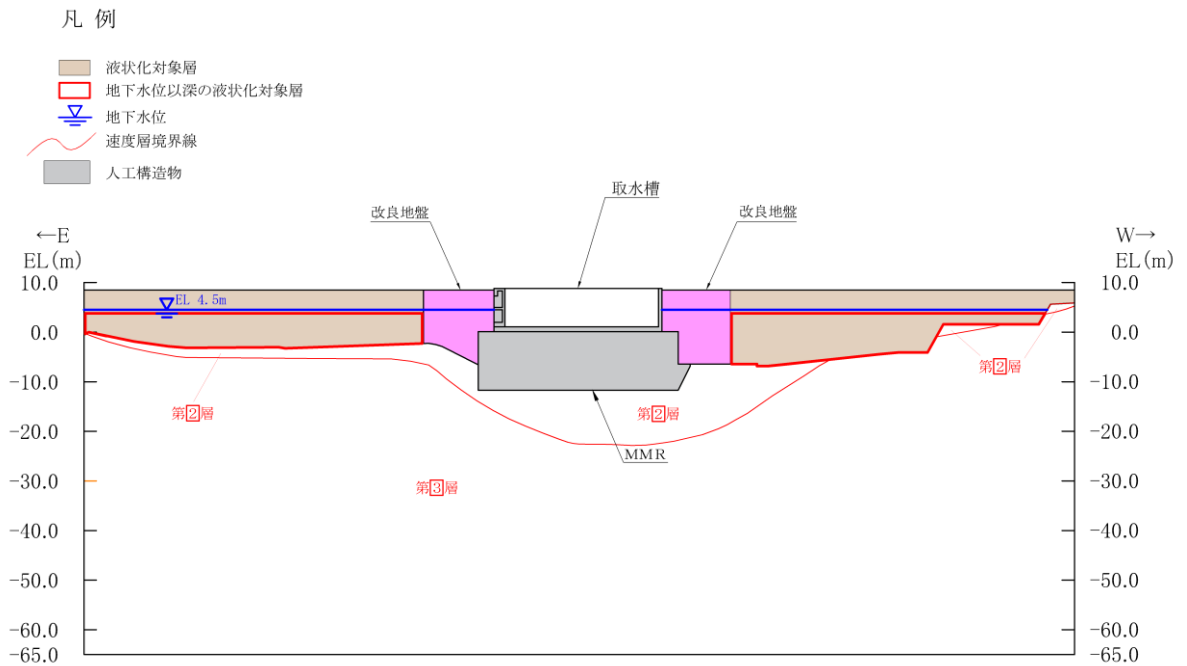 凡 例
液状化対象層
地下水位以深の液状化対象層
地下水位
速度層境界線
人工構造物
取水槽
改良地盤
改良地盤
←E
EL(m)
W→
EL(m)
10.0
0.0
-10.0
-20.0
-30.0
-40.0
-50.0
-60.0
-65.0
EL 4.5m
第2層
第2層
第2層
MMR
第3層
10.0
0.0
-10.0
-20.0
-30.0
-40.0
-50.0
-60.0
-65.0